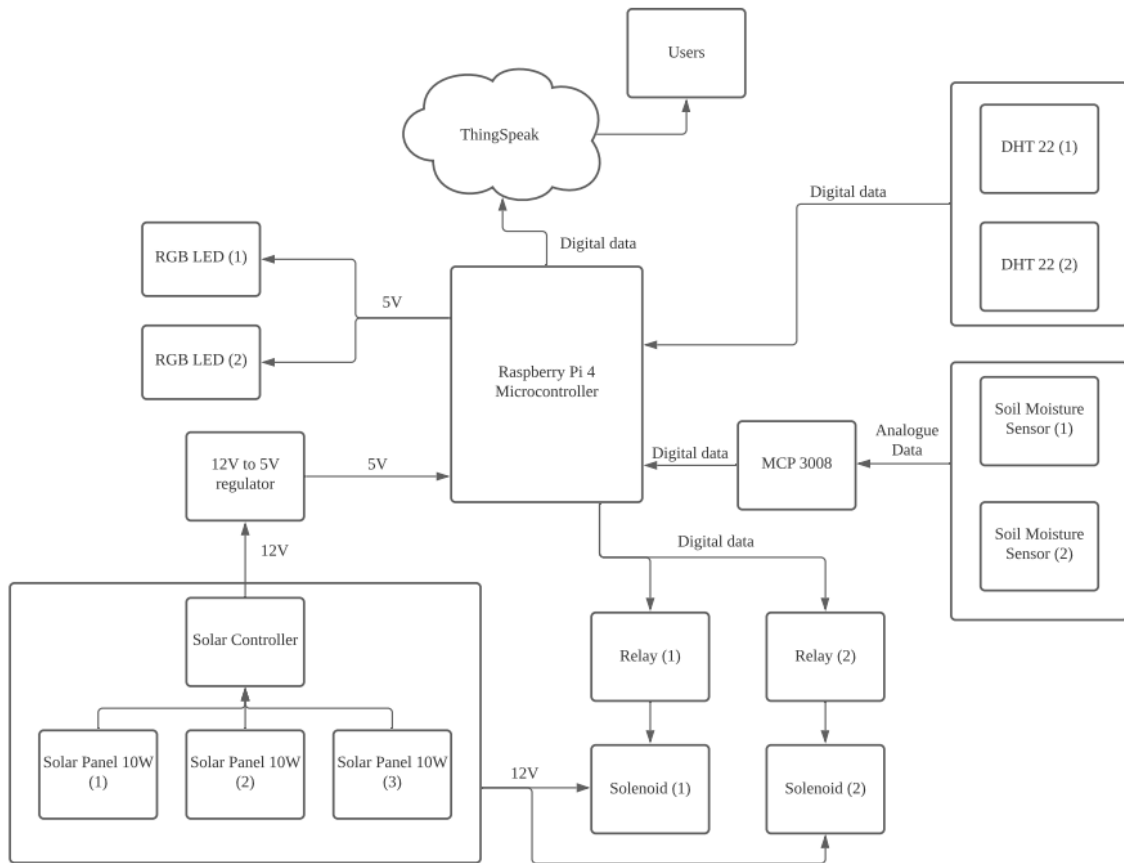 Users
ThingSpeak
DHT 22 (1)
Digital data
DHT 22 (2)
Digital data
RGB LED (1)
5V
RGB LED (2)
Raspberry Pi 4
Microcontroller
Soil Moisture
Sensor (1)
Analogue
Data
MCP 3008
Digital data
12V to 5V
regulator
5V
Soil Moisture
Sensor (2)
12V
Digital data
Solar Controller
Relay (1)
Relay (2)
Solar Panel 10W
(1)
Solar Panel 10W
(2)
Solar Panel 10W
(3)
12V
Solenoid (1)
Solenoid (2)